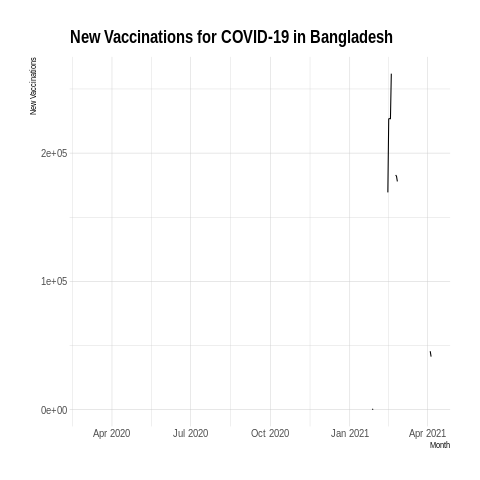 New Vaccinations for COVID-19 in Bangladesh
New Vaccinations
2e+05
1e+05
0e+00
Apr 2020
Jul 2020
Oct 2020
Jan 2021
Apr 2021
Month